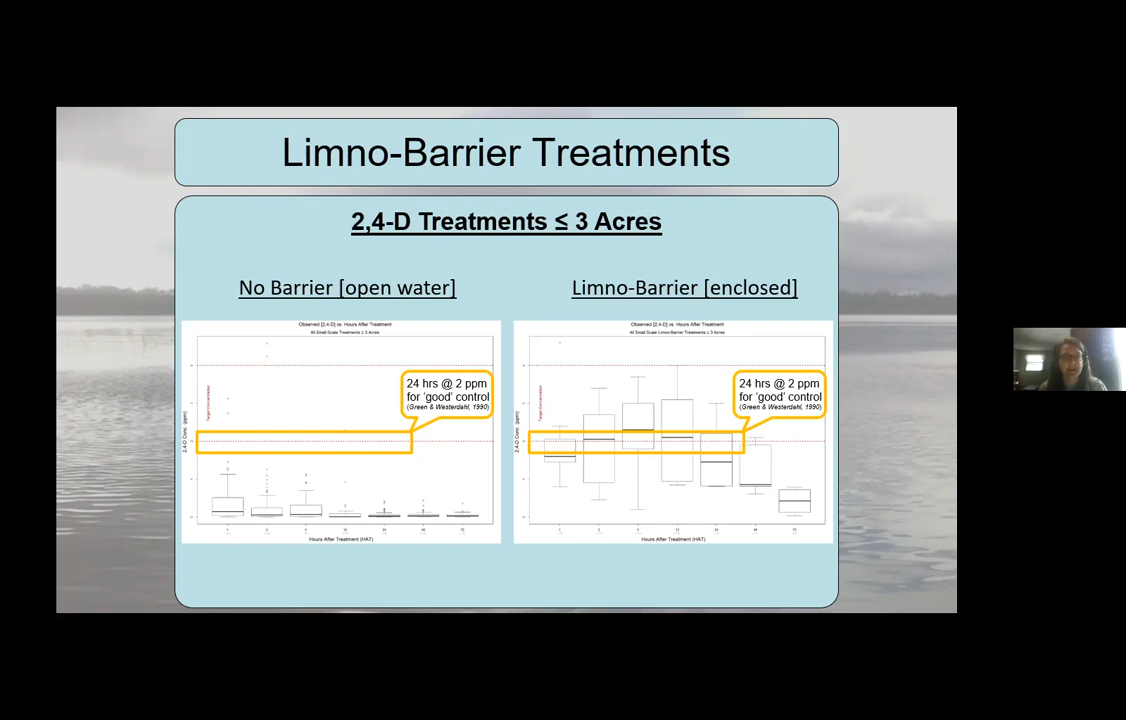 Limno-Barrier Treatments
2,4-D Treatments ≤ 3 Acres
No Barrier [open water]
Limno-Barrier [enclosed]
Observed [2,4-D] vs. Hours After Treatment
All Small Scale Treatments ≤ 3 Acres
Target Concentration
2,4-D Conc. (ppm)
24 hrs @ 2 ppm
for 'good' control
(Green & Westerdahl, 1990)
Hours After Treatment (HAT)
Observed [2,4-D] vs. Hours After Treatment
All Small Scale Limno-Barrier Treatments ≤ 3 Acres
Target Concentration
2,4-D Conc. (ppm)
24 hrs @ 2 ppm
for 'good' control
(Green & Westerdahl, 1990)
Hours After Treatment (HAT)